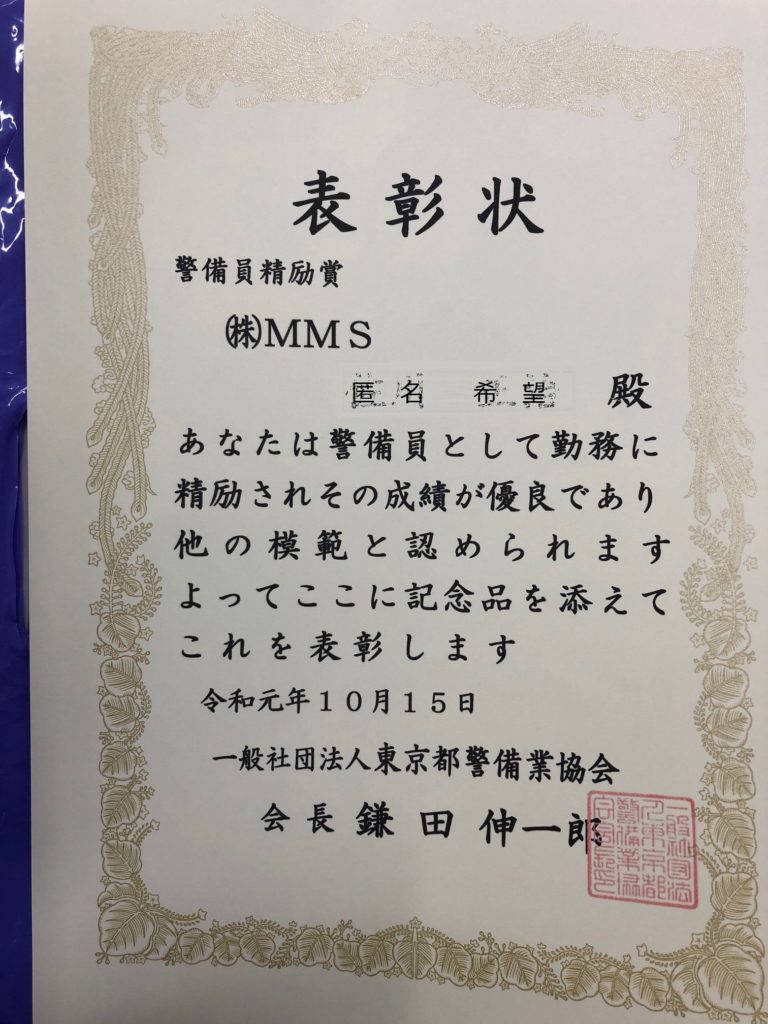 表彰状
警備員精励賞
㈱ＭＭＳ
匿名 希望 殿
あなたは警備員として勤務に
精励されその成績が優良であり
他の模範と認められます
よってここに記念品を添えて
これを表彰します
令和元年１０月１５日
一般社団法人東京都警備業協会
会長 鎌田伸一郎